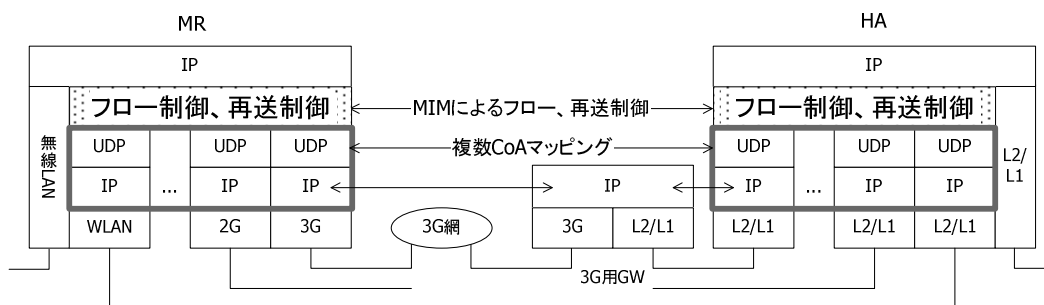 MR
HA
IP
IP
フロー制御、再送制御
MIMによるフロー、再送制御
フロー制御、再送制御
無線LAN
UDP
UDP
UDP
複数CoAマッピング
UDP
UDP
UDP
L2/L1
IP
...
IP
IP
IP
IP
...
IP
IP
WLAN
2G
3G
3G網
3G
L2/L1
L2/L1
L2/L1
L2/L1
3G用GW